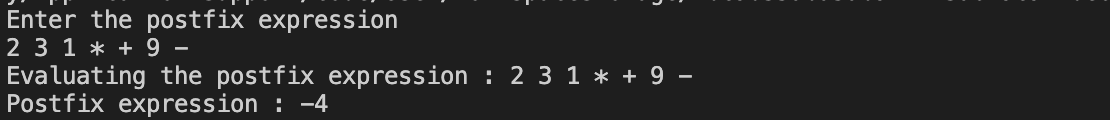 Enter the postfix expression
2 3 1 * + 9 -
Evaluating the postfix expression : 2 3 1 * + 9 -
Postfix expression : -4